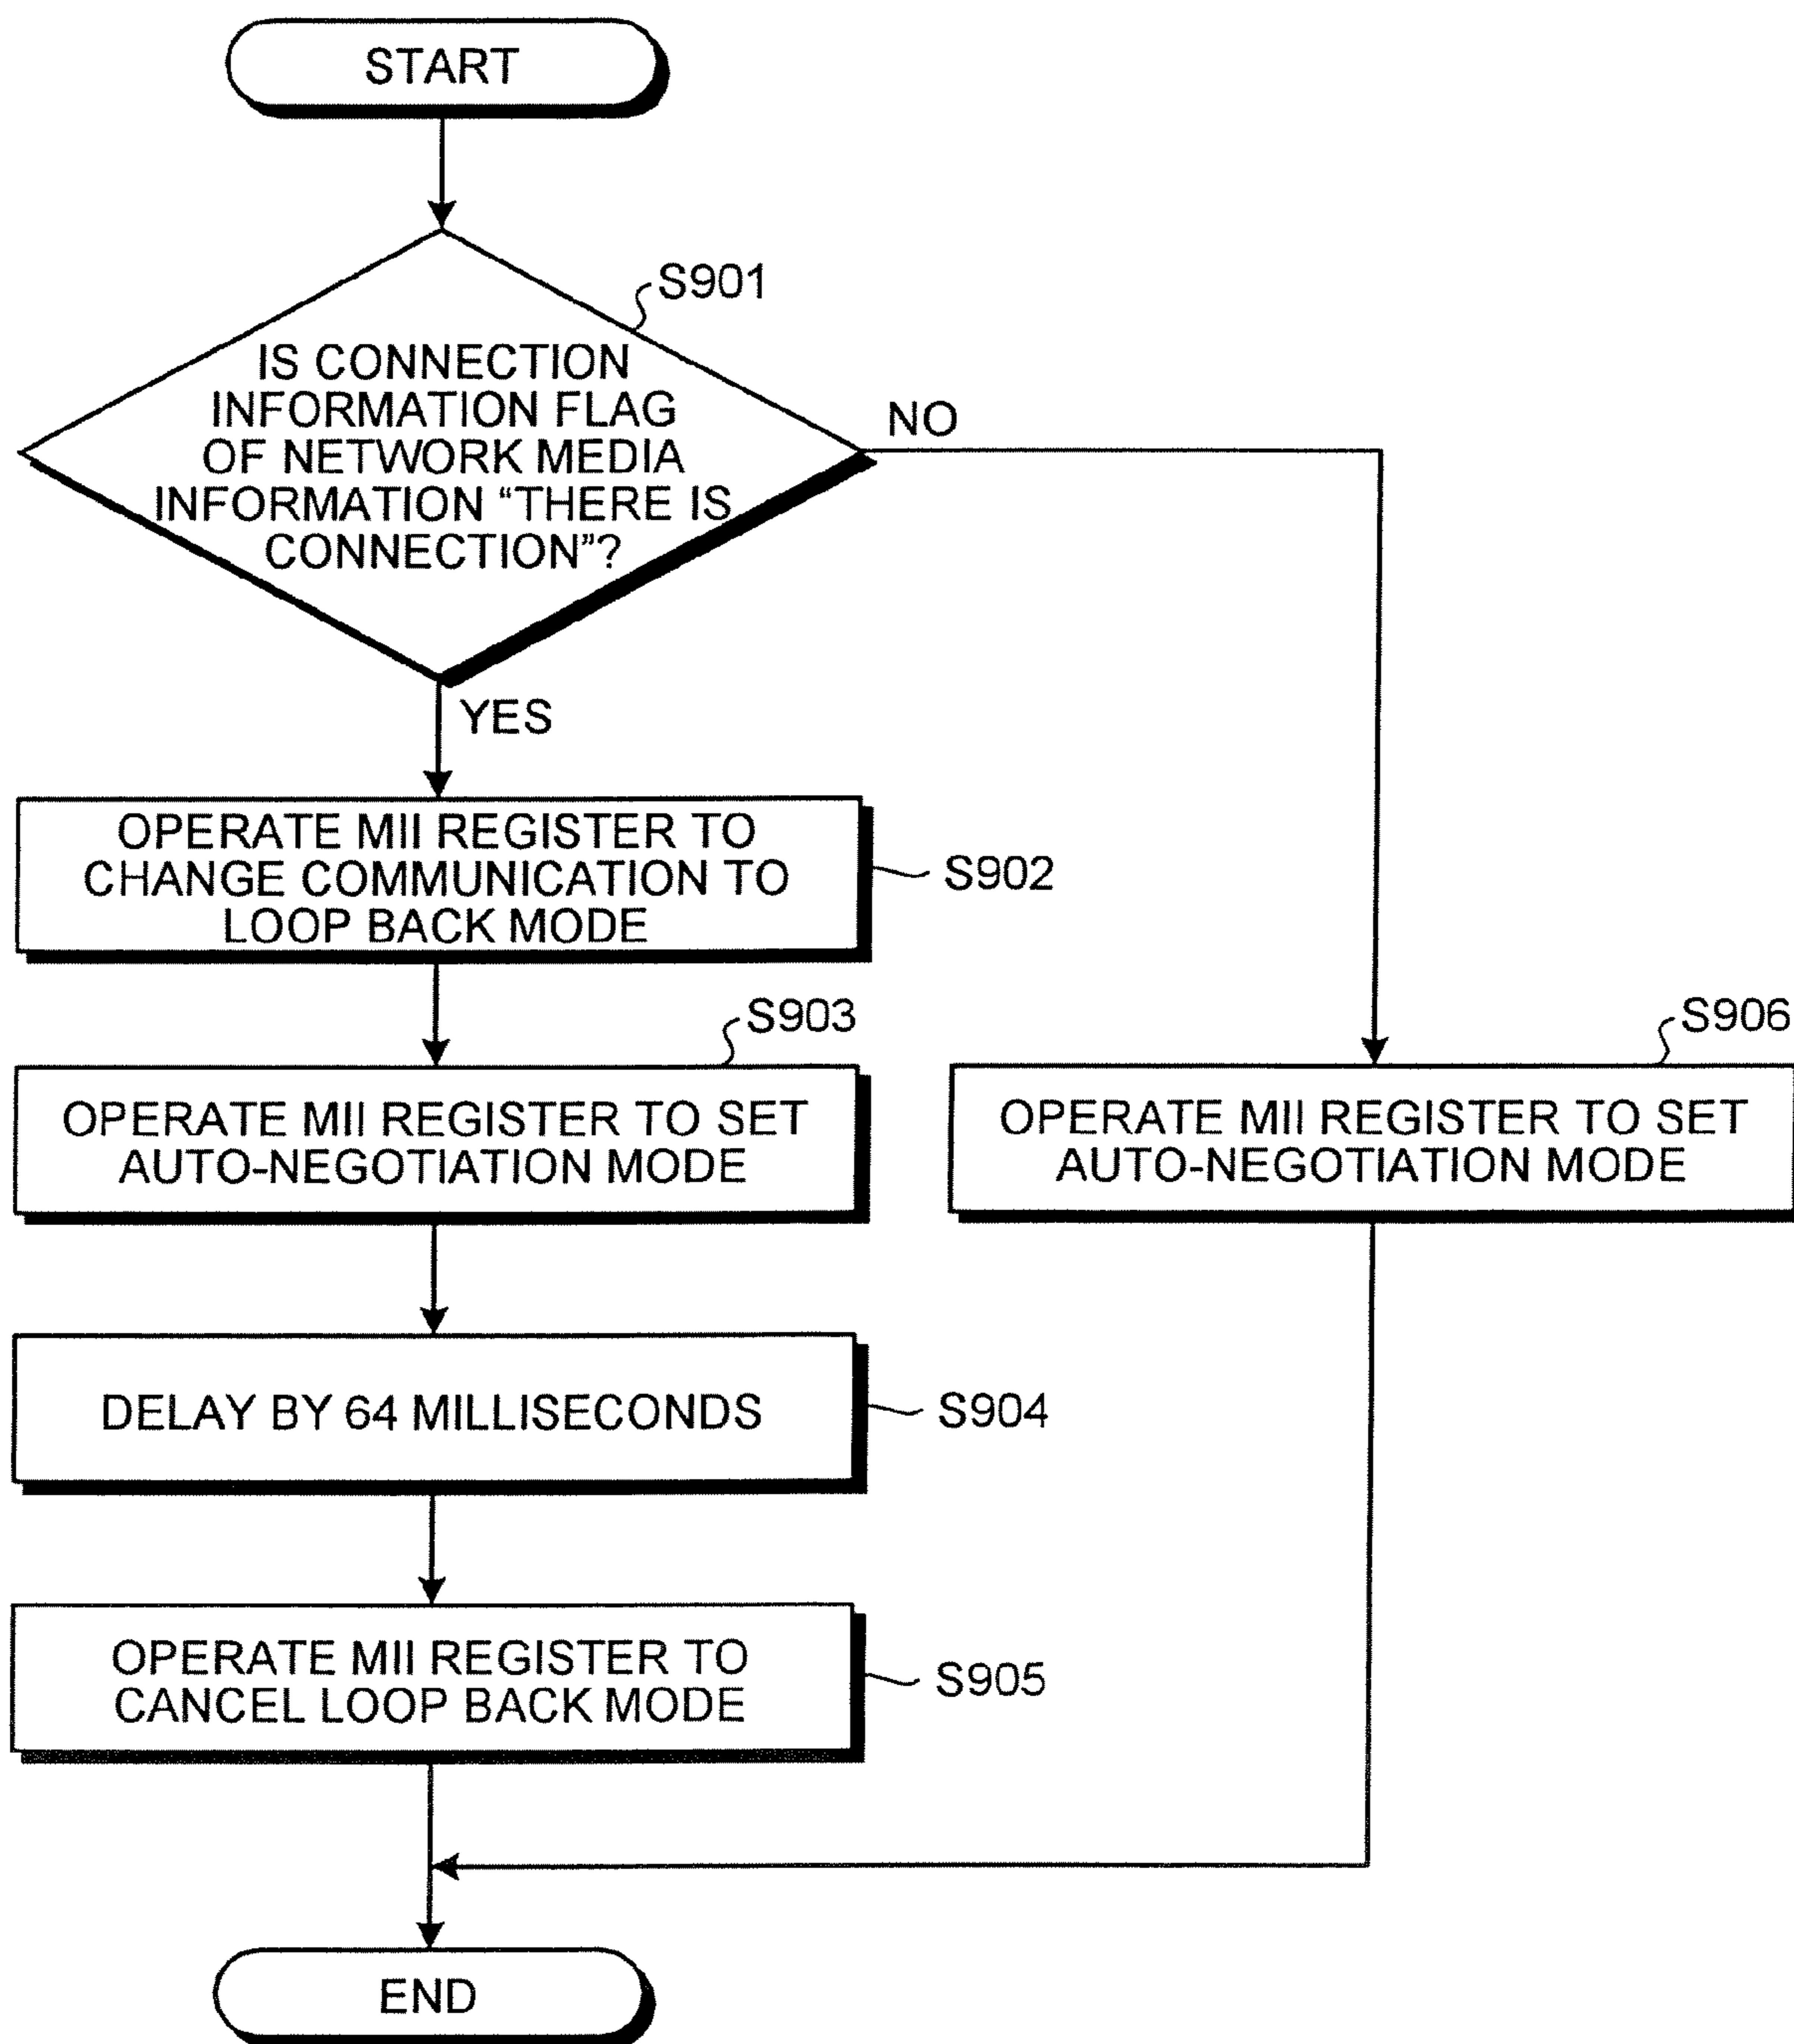 START
S901
IS CONNECTION
INFORMATION FLAG
OF NETWORK MEDIA
INFORMATION “THERE IS
CONNECTION”?
NO
YES
OPERATE MII REGISTER TO
CHANGE COMMUNICATION TO
LOOP BACK MODE
S902
S903
OPERATE MII REGISTER TO SET
AUTO-NEGOTIATION MODE
S906
OPERATE MII REGISTER TO SET
AUTO-NEGOTIATION MODE
DELAY BY 64 MILLISECONDS
S904
OPERATE MII REGISTER TO
CANCEL LOOP BACK MODE
S905
END